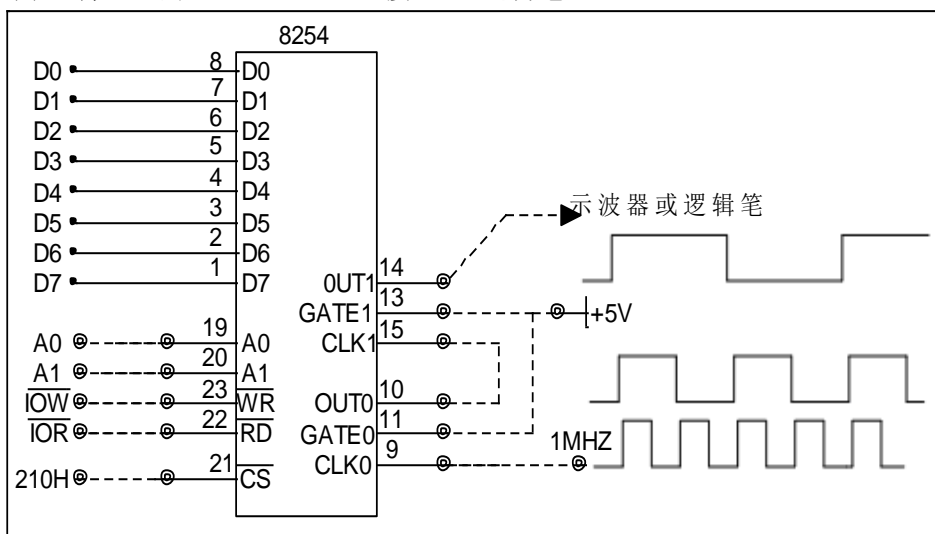 8254
D0 8 D0
D1 7 D1
D2 6 D2
D3 5 D3
D4 4 D4
D5 3 D5
D6 2 D6
D7 1 D7
示波器或逻辑笔
0UT1 14
GATE1 13 +5V
CLK1 15
A0 19 A0
A1 20 A1
IOW 23 WR
IOR 22 RD
210H 21 CS
OUT0 10
GATE0 11
CLK0 9 1MHZ